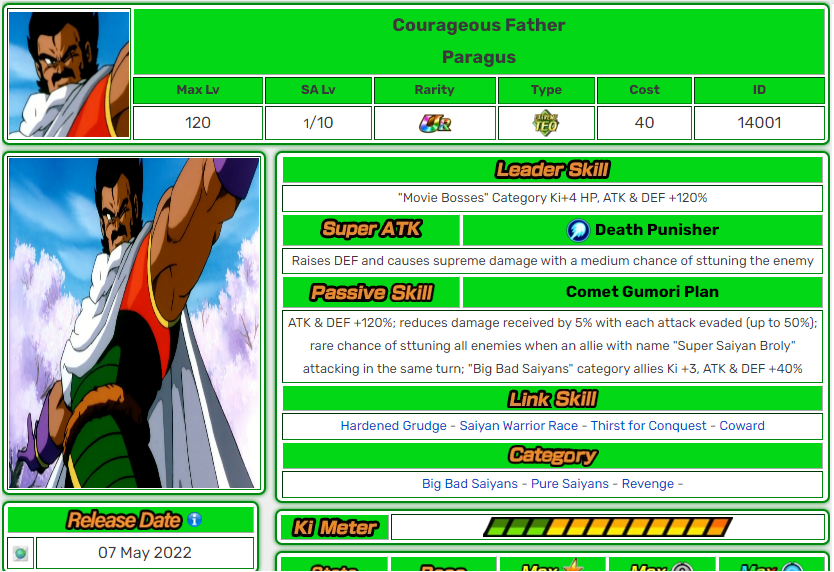 Courageous Father
Paragus
Max Lv SA Lv Rarity Type Cost ID
120 1/10 UR EXTREME TEQ 40 14001
Leader Skill
"Movie Bosses" Category Ki+4 HP, ATK & DEF +120%
Super ATK Death Punisher
Raises DEF and causes supreme damage with a medium chance of sttuning the enemy
Passive Skill Comet Gumori Plan
ATK & DEF +120%; reduces damage received by 5% with each attack evaded (up to 50%);
rare chance of sttuning all enemies when an allie with name "Super Saiyan Broly"
attacking in the same turn; "Big Bad Saiyans" category allies Ki +3, ATK & DEF +40%
Link Skill
Hardened Grudge - Saiyan Warrior Race - Thirst for Conquest - Coward
Category
Big Bad Saiyans - Pure Saiyans - Revenge -
Release Date i
07 May 2022
Ki Meter
Stats Base Max Max Max